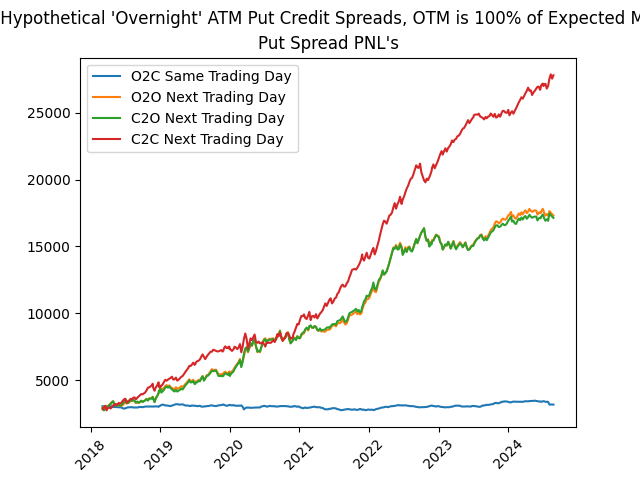 Hypothetical 'Overnight' ATM Put Credit Spreads, OTM is 100% of Expected
Put Spread PNL's
O2C Same Trading Day
O2O Next Trading Day
C2O Next Trading Day
C2C Next Trading Day
25000
20000
15000
10000
5000
2018
2019
2020
2021
2022
2023
2024